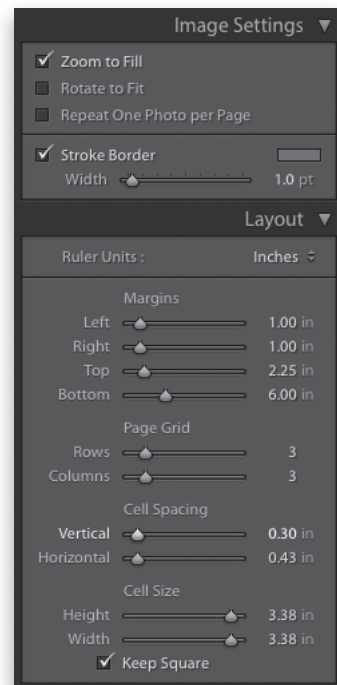 Image Settings ▼
Zoom to Fill
Rotate to Fit
Repeat One Photo per Page
Stroke Border
Width 1.0 pt
Layout ▼
Ruler Units : Inches
Margins
Left 1.00 in
Right 1.00 in
Top 2.25 in
Bottom 6.00 in
Page Grid
Rows 3
Columns 3
Cell Spacing
Vertical 0.30 in
Horizontal 0.43 in
Cell Size
Height 3.38 in
Width 3.38 in
Keep Square